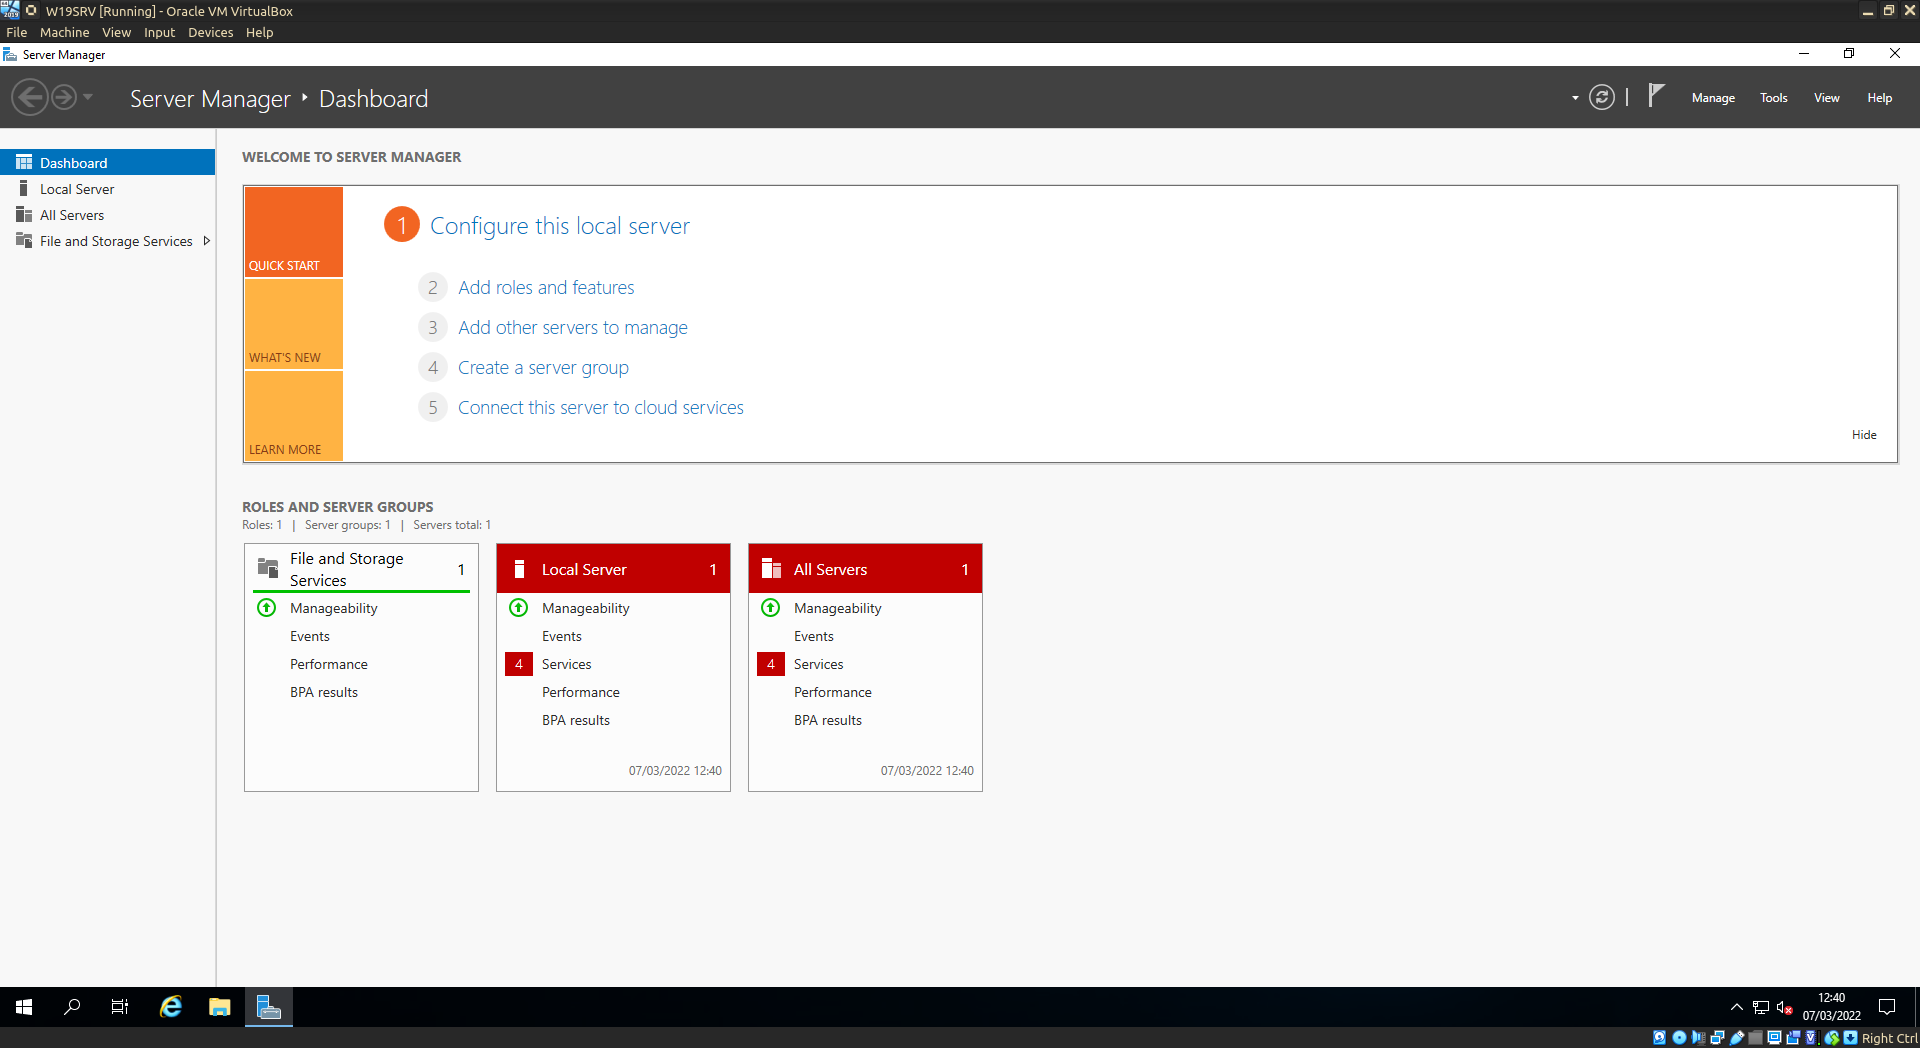 W19SRV [Running] - Oracle VM VirtualBox
File Machine View Input Devices Help
Server Manager
Server Manager Dashboard
Manage Tools View Help
Dashboard
Local Server
All Servers
File and Storage Services
WELCOME TO SERVER MANAGER
QUICK START
WHAT'S NEW
LEARN MORE
1 Configure this local server
2 Add roles and features
3 Add other servers to manage
4 Create a server group
5 Connect this server to cloud services
Hide
ROLES AND SERVER GROUPS
Roles: 1 | Server groups: 1 | Servers total: 1
File and Storage
Services
1
Manageability
Events
Performance
BPA results
Local Server 1
Manageability
Events
4 Services
Performance
BPA results
07/03/2022 12:40
All Servers 1
Manageability
Events
4 Services
Performance
BPA results
07/03/2022 12:40
12:40
07/03/2022
Right Ctrl